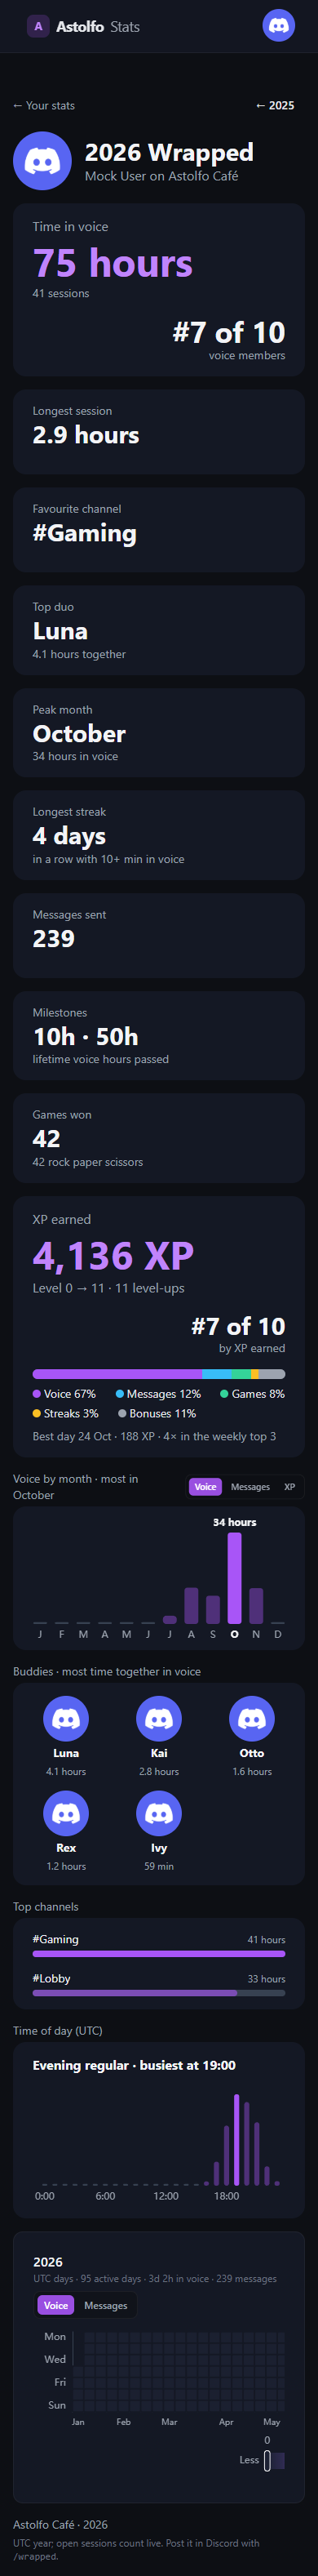 A Astolfo Stats
← Your stats ← 2025
2026 Wrapped
Mock User on Astolfo Café
Time in voice
75 hours
41 sessions
#7 of 10
voice members
Longest session
2.9 hours
Favourite channel
#Gaming
Top duo
Luna
4.1 hours together
Peak month
October
34 hours in voice
Longest streak
4 days
in a row with 10+ min in voice
Messages sent
239
Milestones
10h · 50h
lifetime voice hours passed
Games won
42
42 rock paper scissors
XP earned
4,136 XP
Level 0 → 11 · 11 level-ups
#7 of 10
by XP earned
Voice 67% Messages 12% Games 8%
Streaks 3% Bonuses 11%
Best day 24 Oct · 188 XP · 4× in the weekly top 3
Voice by month · most in
October
Voice Messages XP
34 hours
J F M A M J J A S O N D
Buddies · most time together in voice
Luna Kai Otto
4.1 hours 2.8 hours 1.6 hours
Rex Ivy
1.2 hours 59 min
Top channels
#Gaming 41 hours
#Lobby 33 hours
Time of day (UTC)
Evening regular · busiest at 19:00
0:00 6:00 12:00 18:00
2026
UTC days · 95 active days · 3d 2h in voice · 239 messages
Voice Messages
Mon
Wed
Fri
Sun
Jan Feb Mar Apr May
0
Less
Astolfo Café · 2026
UTC year; open sessions count live. Post it in Discord with
/wrapped.